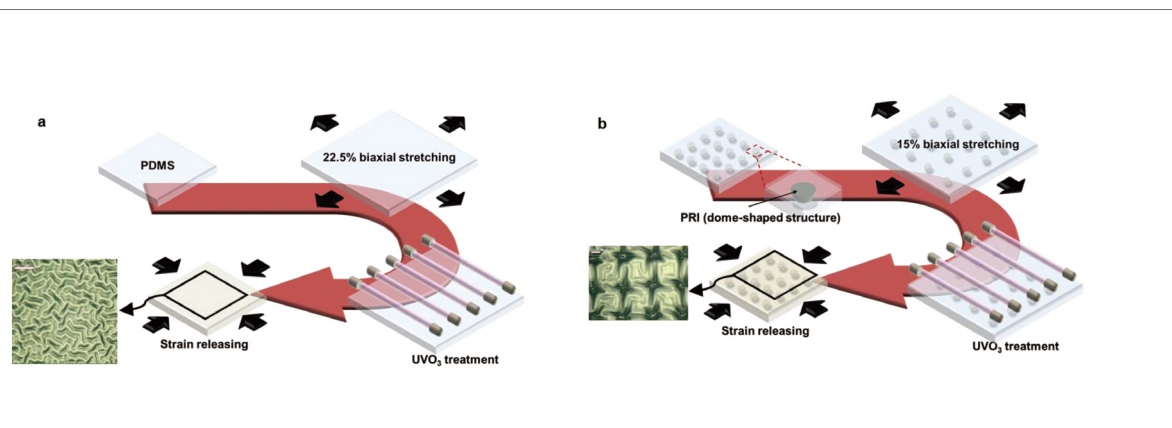 a
PDMS
22.5% biaxial stretching
Strain releasing
UVO₃ treatment
b
15% biaxial stretching
PRI (dome-shaped structure)
Strain releasing
UVO₃ treatment